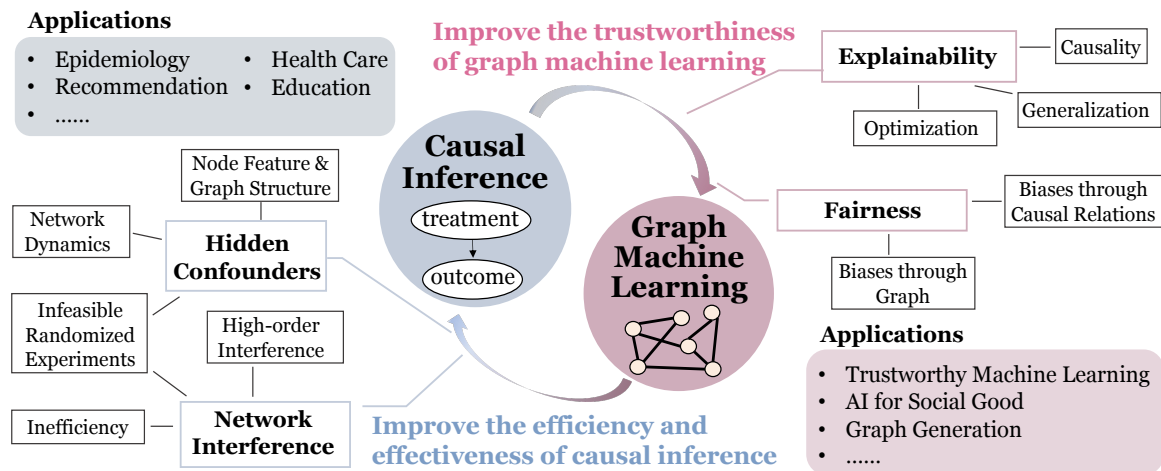 Applications
• Epidemiology
• Health Care
• Recommendation
• Education
• ......
Improve the trustworthiness
of graph machine learning
Explainability
Causality
Generalization
Optimization
Causal
Inference
treatment
outcome
Node Feature &
Graph Structure
Network
Dynamics
Hidden
Confounders
Infeasible
Randomized
Experiments
High-order
Interference
Inefficiency
Network
Interference
Graph
Machine
Learning
Fairness
Biases through
Causal Relations
Biases through
Graph
Improve the efficiency and
effectiveness of causal inference
Applications
• Trustworthy Machine Learning
• AI for Social Good
• Graph Generation
• ......